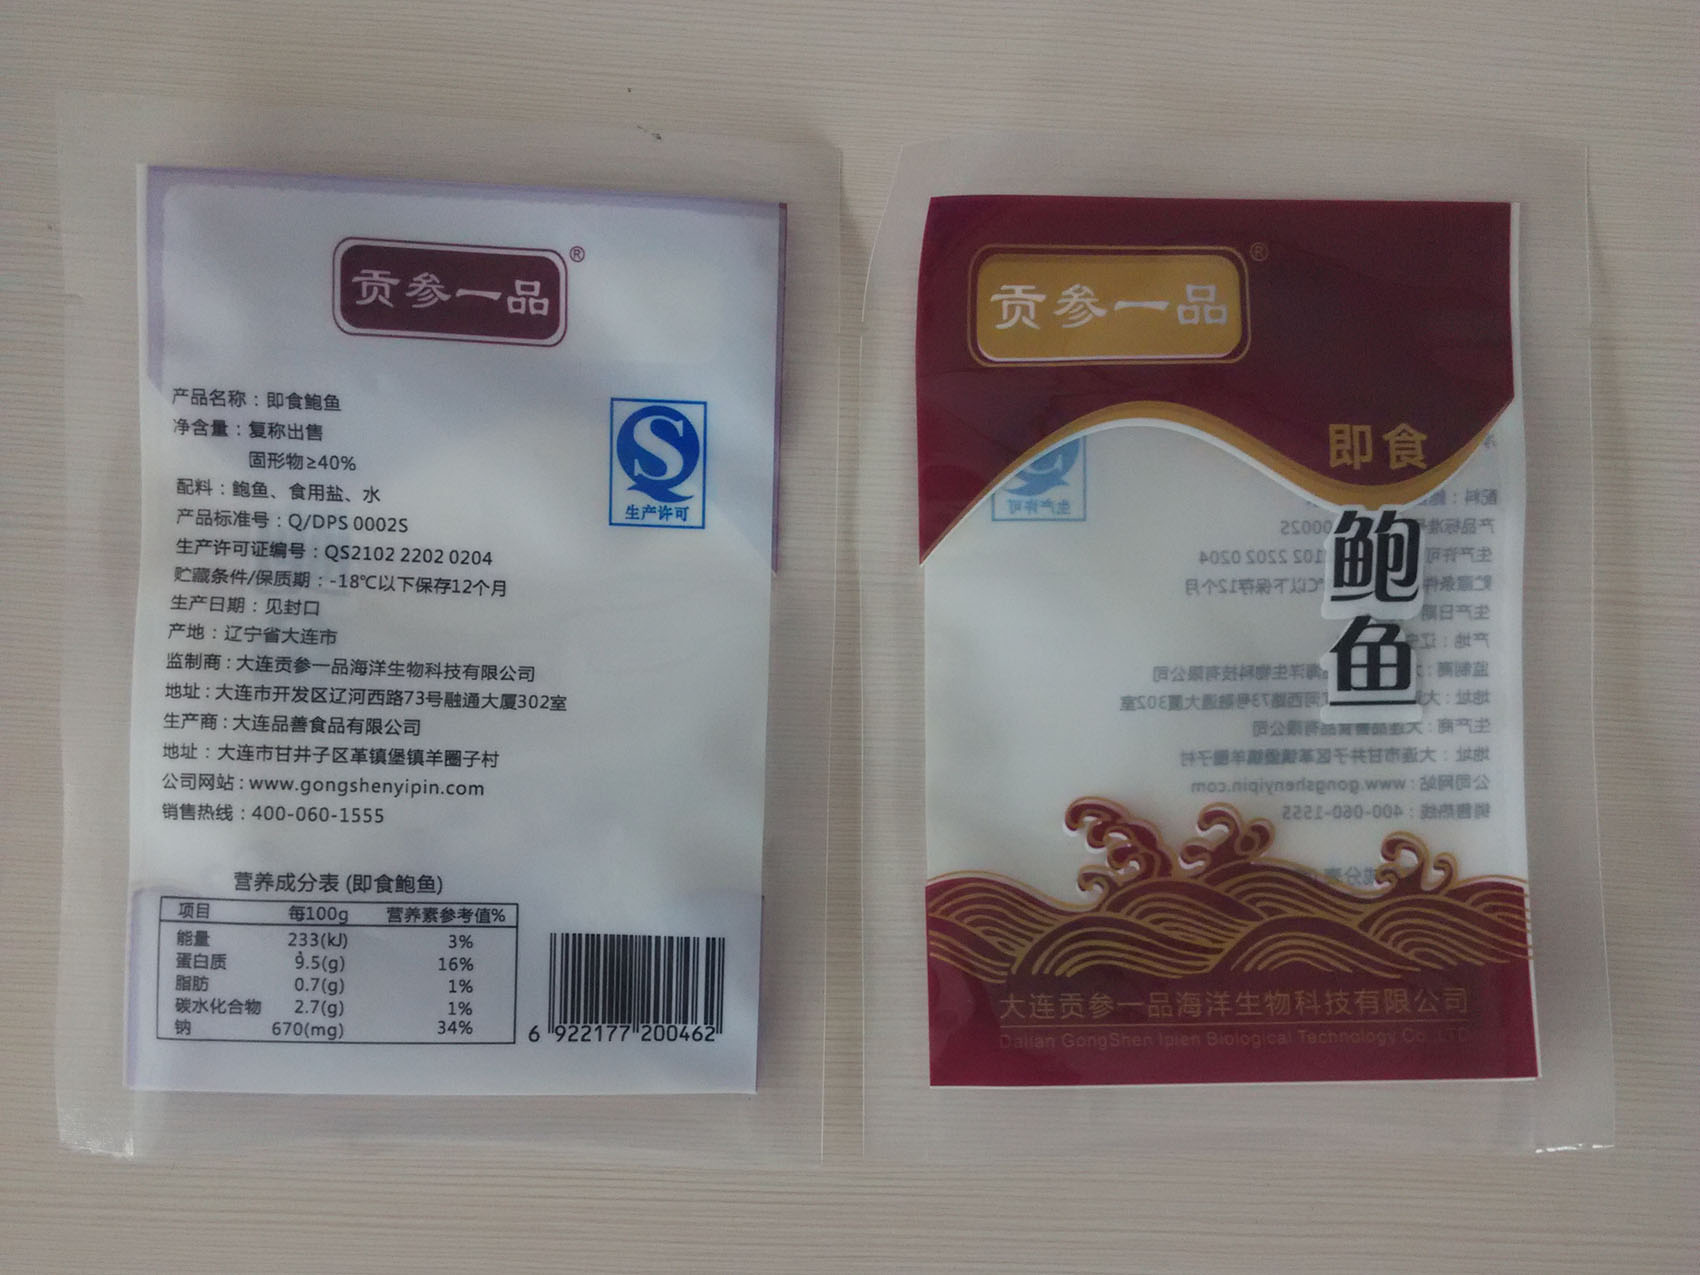 贡参一品®
产品名称：即食鲍鱼
净含量：复称出售
固形物≥40%
配料：鲍鱼、食用盐、水
产品标准号：Q/DPS 0002S
生产许可证编号：QS2102 2202 0204
贮藏条件/保质期：-18℃以下保存12个月
生产日期：见封口
产地：辽宁省大连市
监制商：大连贡参一品海洋生物科技有限公司
地址：大连市开发区辽河西路73号融通大厦302室
生产商：大连品善食品有限公司
地址：大连市甘井子区革镇堡镇羊圈子村
公司网站：www.gongshenyipin.com
销售热线：400-060-1555
生产许可
营养成分表 (即食鲍鱼)
项目 每100g 营养素参考值%
能量 233(kJ) 3%
蛋白质 9.5(g) 16%
脂肪 0.7(g) 1%
碳水化合物 2.7(g) 1%
钠 670(mg) 34%
6 922177 200462
贡参一品®
即食
鲍鱼
大连贡参一品海洋生物科技有限公司
Dalian GongShen Ipien Biological Technology Co.,LTD